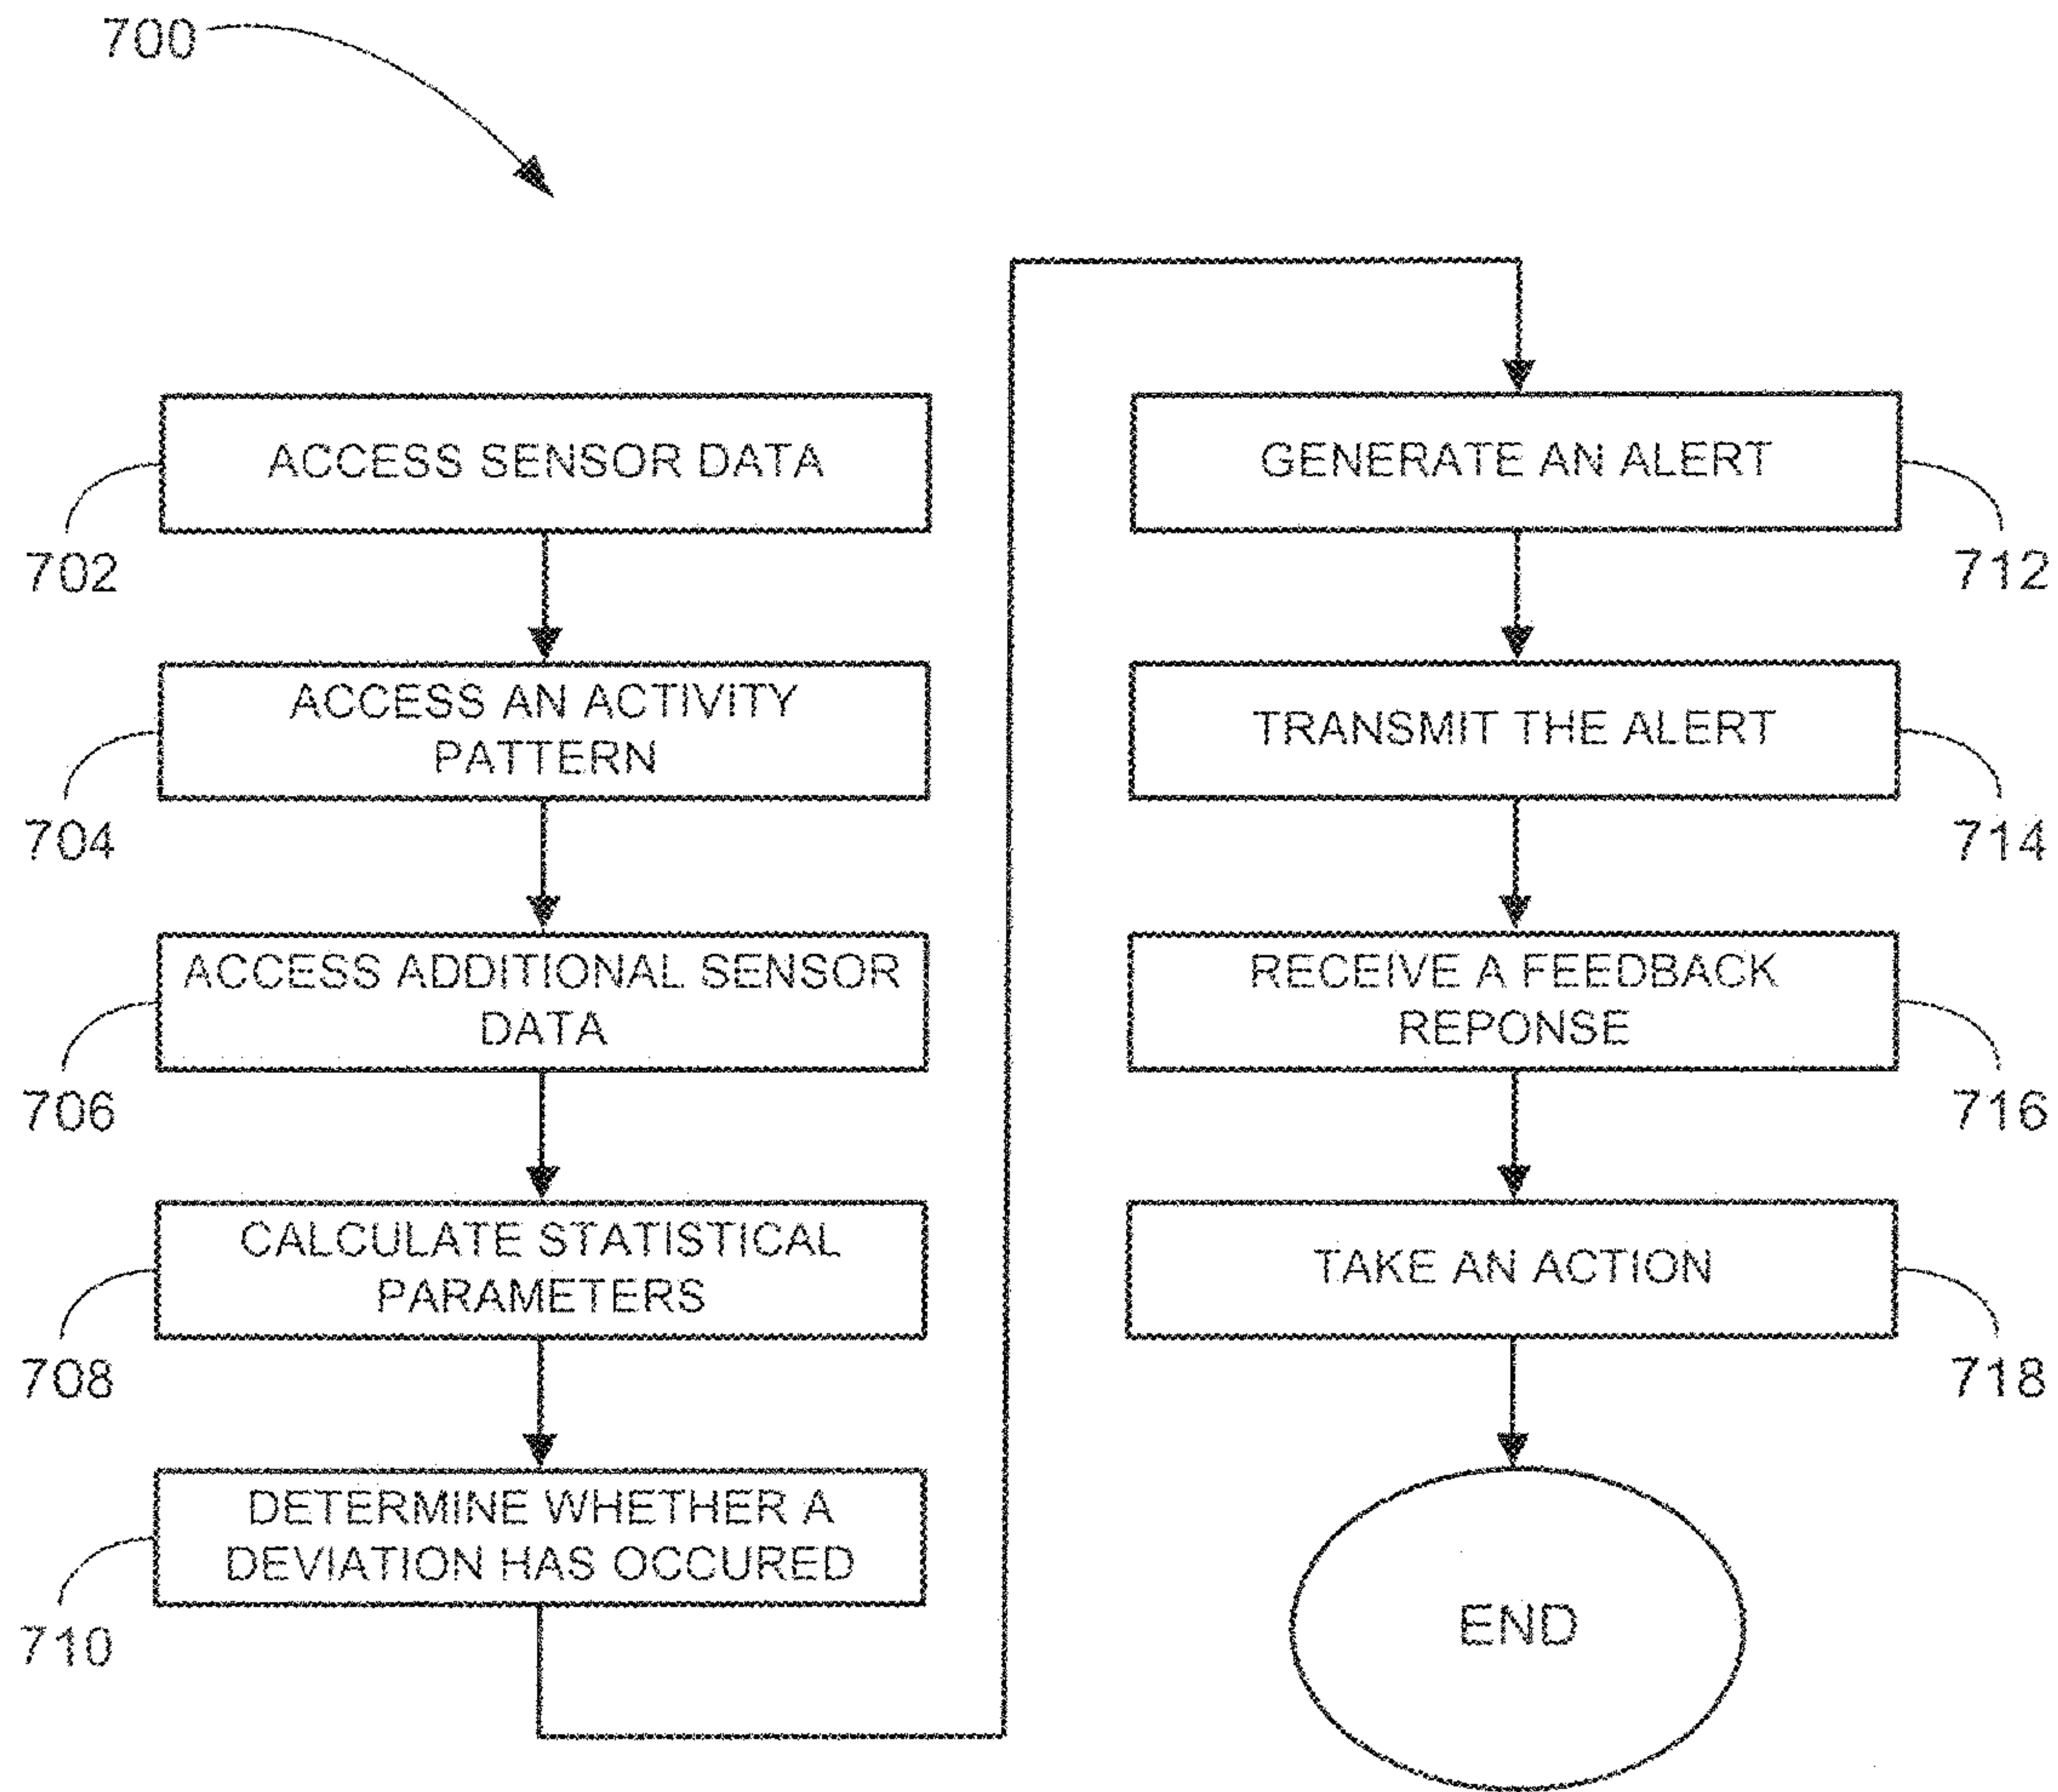 700
ACCESS SENSOR DATA
702
ACCESS AN ACTIVITY
PATTERN
704
ACCESS ADDITIONAL SENSOR
DATA
706
CALCULATE STATISTICAL
PARAMETERS
708
DETERMINE WHETHER A
DEVIATION HAS OCCURED
710
GENERATE AN ALERT
712
TRANSMIT THE ALERT
714
RECEIVE A FEEDBACK
REPONSE
716
TAKE AN ACTION
718
END